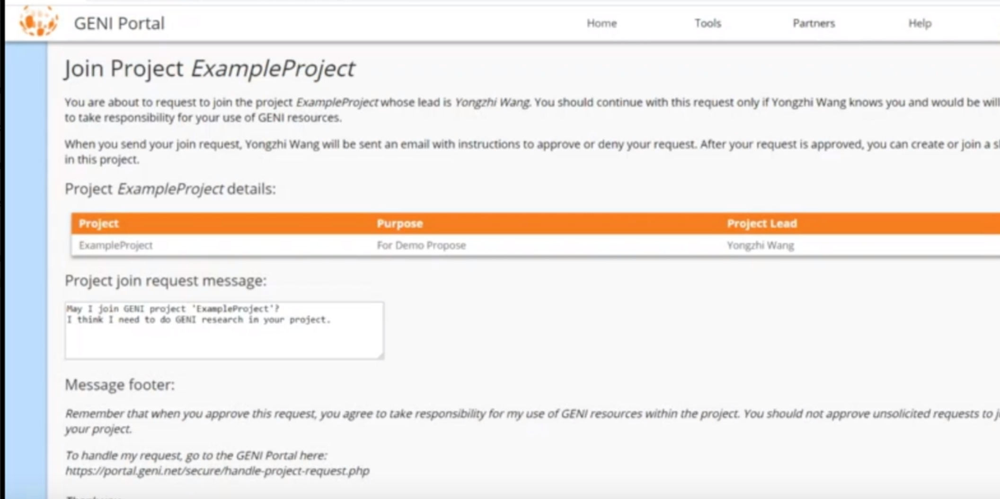 GENI Portal
Home
Tools
Partners
Help
Join Project ExampleProject
You are about to request to join the project ExampleProject whose lead is Yongzhi Wang. You should continue with this request only if Yongzhi Wang knows you and would be will
to take responsibility for your use of GENI resources.
When you send your join request, Yongzhi Wang will be sent an email with instructions to approve or deny your request. After your request is approved, you can create or join a
in this project.
Project ExampleProject details:
Project
Purpose
Project Lead
ExampleProject
For Demo Propose
Yongzhi Wang
Project join request message:
May I join GENI project 'ExampleProject'?
I think I need to do GENI research in your project.
Message footer:
Remember that when you approve this request, you agree to take responsibility for my use of GENI resources within the project. You should not approve unsolicited requests to
your project.
To handle my request, go to the GENI Portal here:
https://portal.geni.net/secure/handle-project-request.php